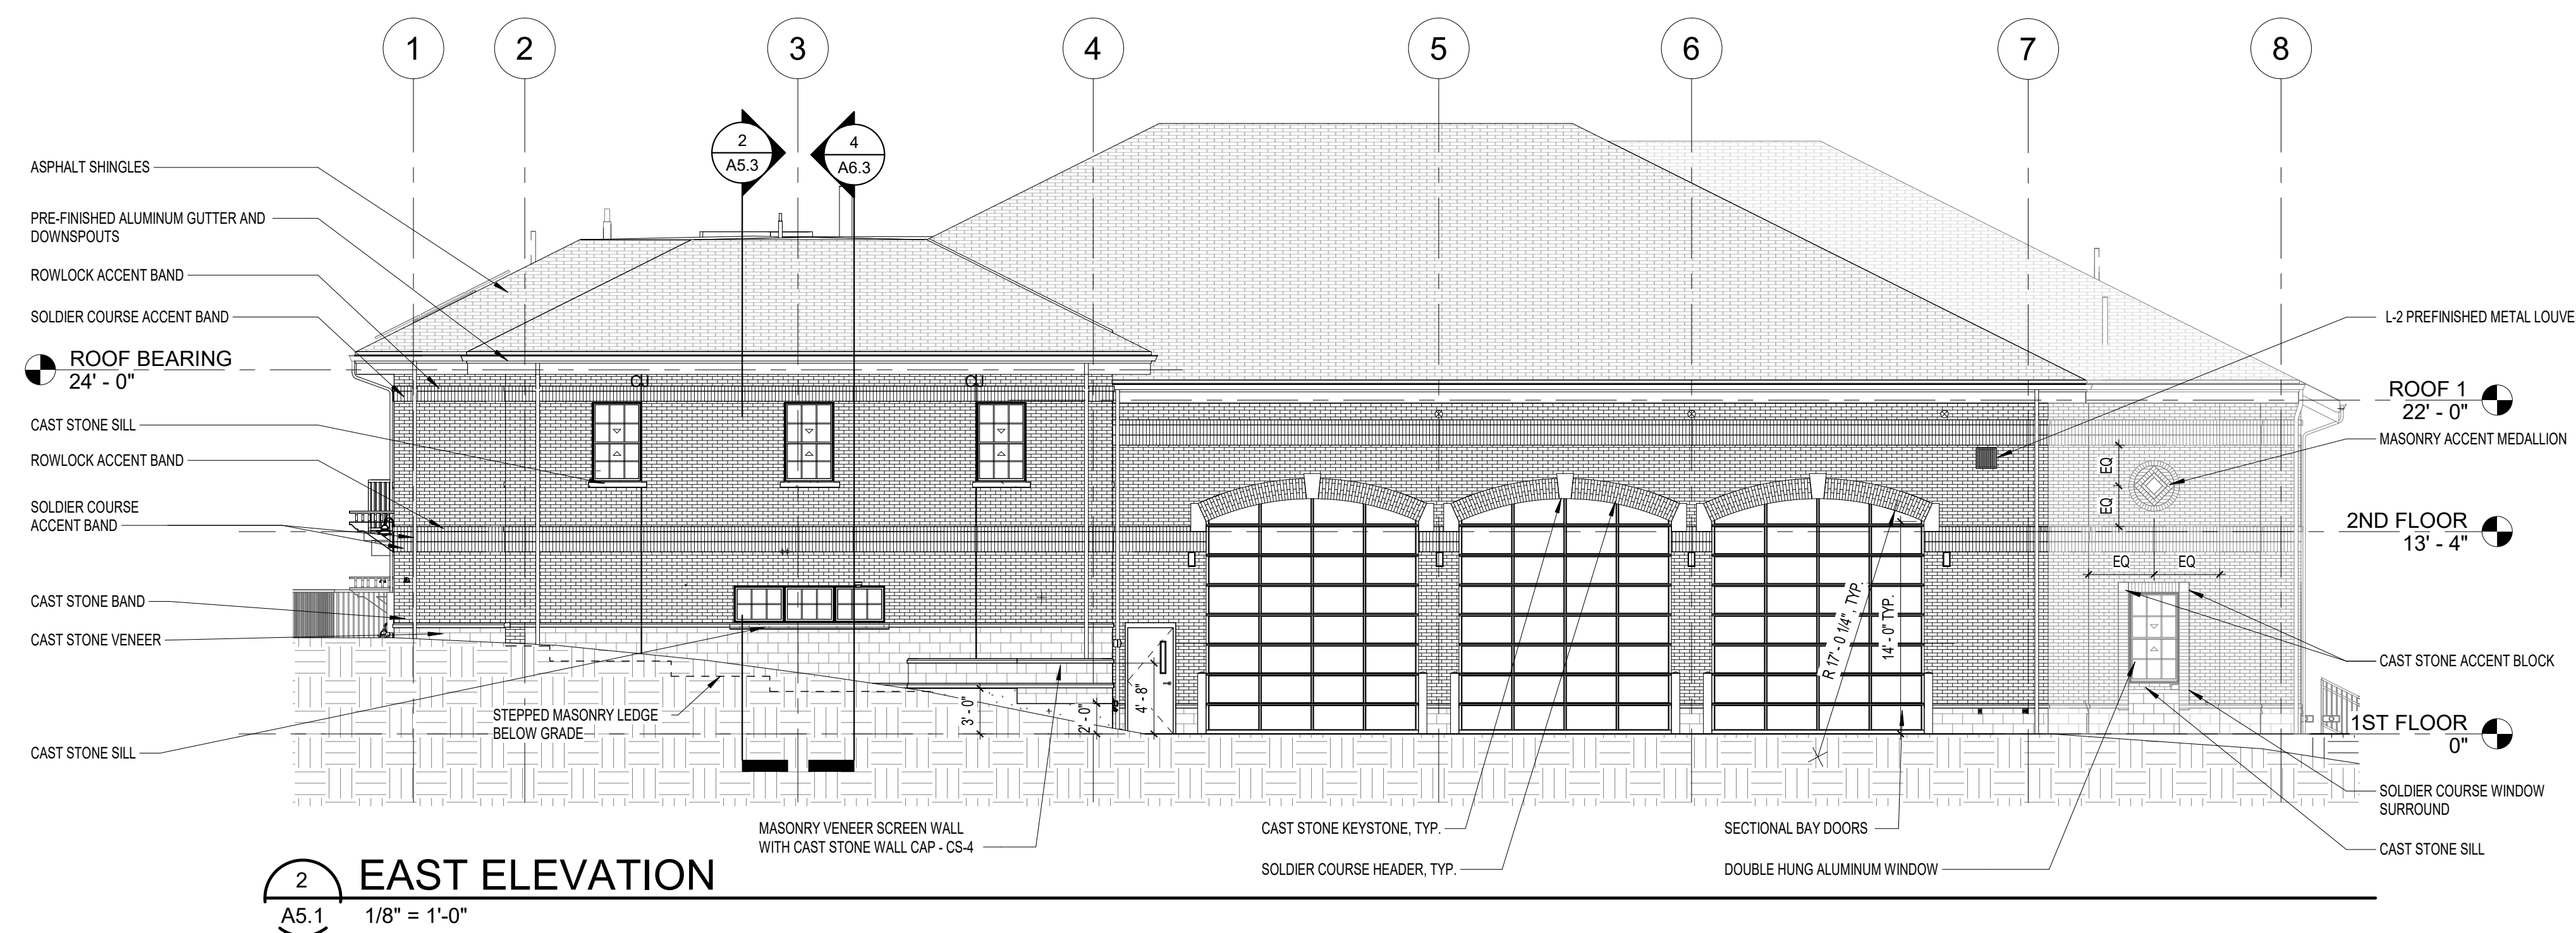 1 2 3 4 5 6 7 8
2
A5.3
4
A6.3
ASPHALT SHINGLES
PRE-FINISHED ALUMINUM GUTTER AND
DOWNSPOUTS
ROWLOCK ACCENT BAND
SOLDIER COURSE ACCENT BAND
ROOF BEARING
24' - 0"
CAST STONE SILL
ROWLOCK ACCENT BAND
SOLDIER COURSE
ACCENT BAND
CAST STONE BAND
CAST STONE VENEER
CAST STONE SILL
CJ
CJ
STEPPED MASONRY LEDGE
BELOW GRADE
3' - 0"
2' - 0"
4' - 8"
R 17' - 0 1/4", TYP.
14' - 0" TYP.
EQ
EQ
EQ
EQ
L-2 PREFINISHED METAL LOUVE
ROOF 1
22' - 0"
MASONRY ACCENT MEDALLION
2ND FLOOR
13' - 4"
CAST STONE ACCENT BLOCK
1ST FLOOR
0"
SOLDIER COURSE WINDOW
SURROUND
CAST STONE SILL
MASONRY VENEER SCREEN WALL
WITH CAST STONE WALL CAP - CS-4
CAST STONE KEYSTONE, TYP.
SOLDIER COURSE HEADER, TYP.
SECTIONAL BAY DOORS
DOUBLE HUNG ALUMINUM WINDOW
2
A5.1
EAST ELEVATION
1/8" = 1'-0"